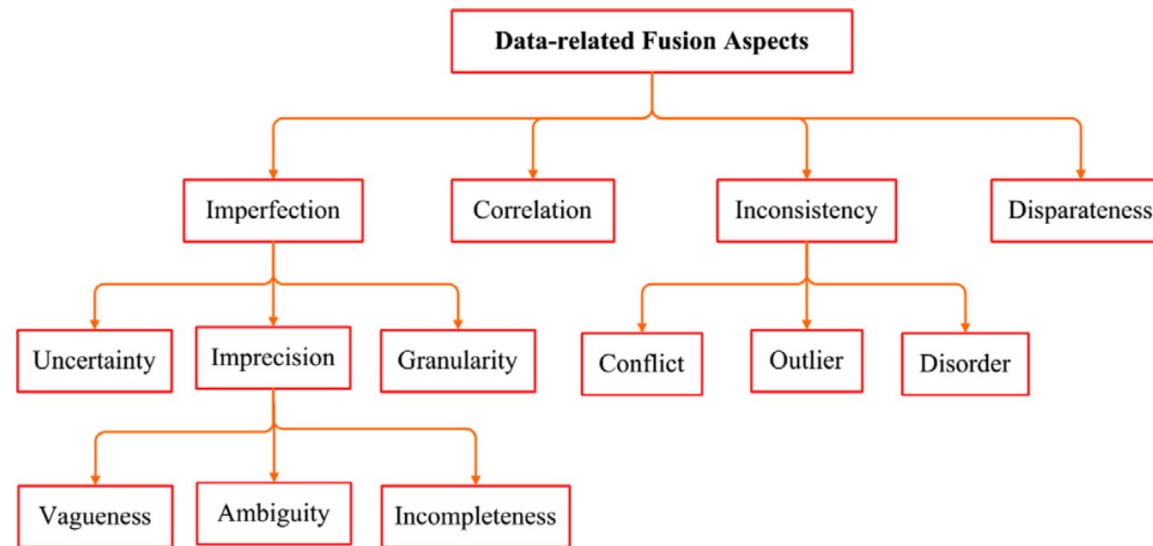 Data-related Fusion Aspects
Imperfection
Correlation
Inconsistency
Disparateness
Uncertainty
Imprecision
Granularity
Conflict
Outlier
Disorder
Vagueness
Ambiguity
Incompleteness